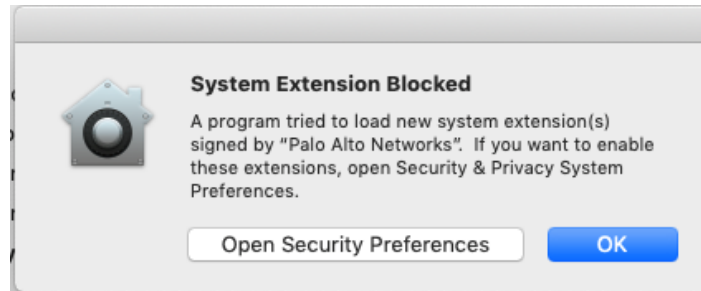 System Extension Blocked
A program tried to load new system extension(s)
signed by “Palo Alto Networks”.  If you want to enable
these extensions, open Security & Privacy System
Preferences.
Open Security Preferences
OK